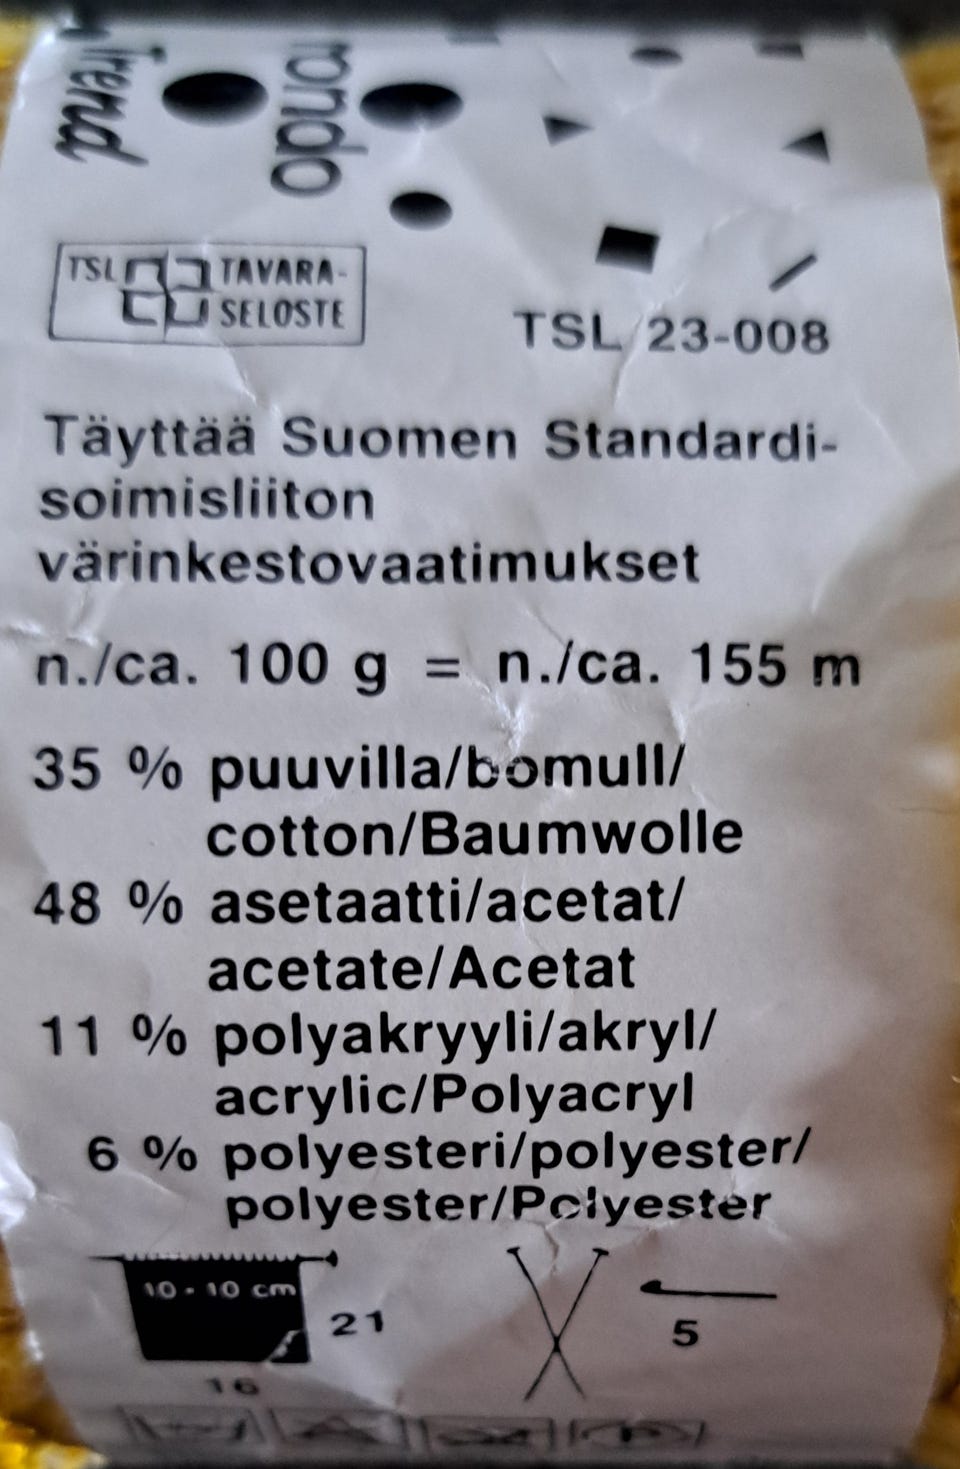 Trend
rondo
TSL TAVARA-
SELOSTE
TSL 23-008
Täyttää Suomen Standardi-
soimisliiton
värinkestovaatimukset
n./ca. 100 g = n./ca. 155 m
35 % puuvilla/bomull/
cotton/Baumwolle
48 % asetaatti/acetat/
acetate/Acetat
11 % polyakryyli/akryl/
acrylic/Polyacryl
6 % polyesteri/polyester/
polyester/Polyester
10 - 10 cm
21
16
5